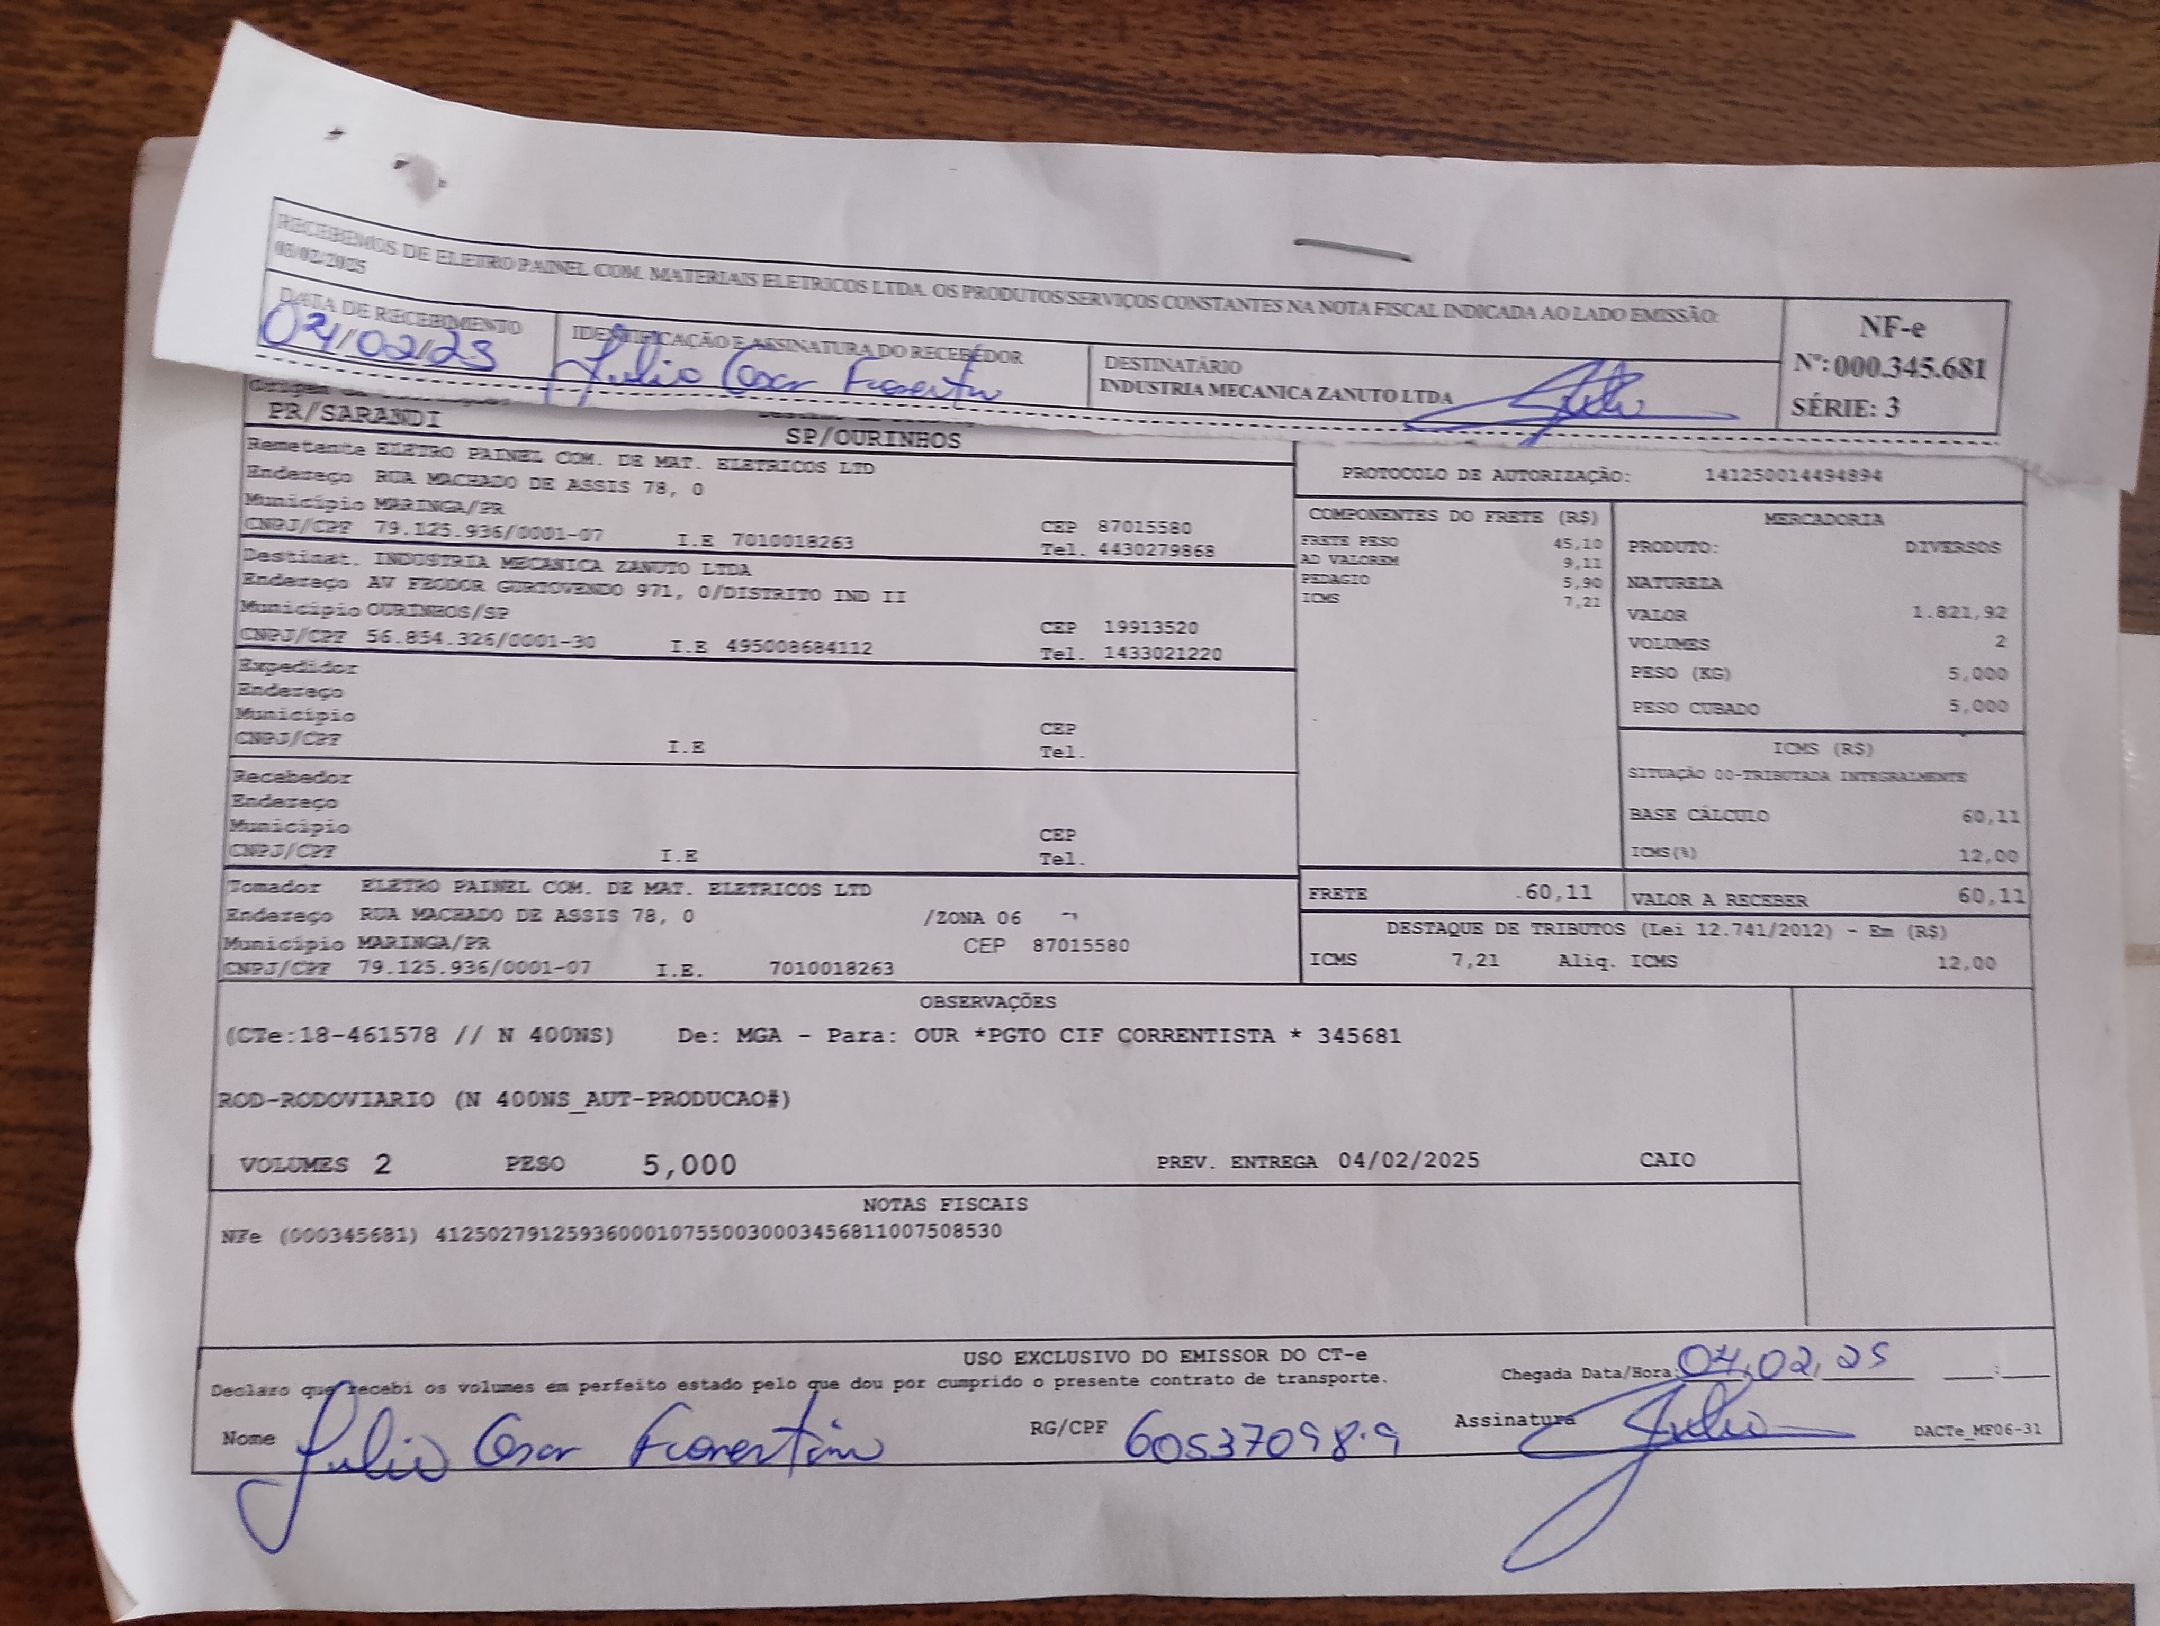 RECEBEMOS DE ELETRO PAINEL COM. MATERIAIS ELETRICOS LTDA. OS PRODUTOS/SERVIÇOS CONSTANTES NA NOTA FISCAL INDICADA AO LADO EMISSÃO:
03/02/2025
DATA DE RECEBIMENTO
04/02/25
IDENTIFICAÇÃO E ASSINATURA DO RECEBEDOR
Julio Cesar
DESTINATÁRIO
INDUSTRIA MECANICA ZANUTO LTDA
NF-e
Nº: 000.345.681
SÉRIE: 3
PR/SARANDI
SP/OURINHOS
Remetente ELETRO PAINEL COM. DE MAT. ELETRICOS LTD
Endereço RUA MACHADO DE ASSIS 78, 0
Município MARINGA/PR CEP 87015580
CNPJ/CPF 79.125.936/0001-07 I.E 7010018263 Tel. 4430279868
Destinat. INDUSTRIA MECANICA ZANUTO LTDA
Endereço AV FEODOR GURTOVENDO 971, 0/DISTRITO IND II
Município OURINHOS/SP CEP 19913520
CNPJ/CPF 56.854.326/0001-30 I.E 495008684112 Tel. 1433021220
Expedidor
Endereço
Município CEP
CNPJ/CPF I.E Tel.
Recebedor
Endereço
Município CEP
CNPJ/CPF I.E Tel.
Tomador ELETRO PAINEL COM. DE MAT. ELETRICOS LTD
Endereço RUA MACHADO DE ASSIS 78, 0 /ZONA 06
Município MARINGA/PR CEP 87015580
CNPJ/CPF 79.125.936/0001-07 I.E. 7010018263
PROTOCOLO DE AUTORIZAÇÃO: 141250014494894
COMPONENTES DO FRETE (R$)
FRETE PESO 45,10
AD VALOREM 9,11
PEDAGIO 5,90
ICMS 7,21
FRETE .60,11
MERCADORIA
PRODUTO: DIVERSOS
NATUREZA
VALOR 1.821,92
VOLUMES 2
PESO (KG) 5,000
PESO CUBADO 5,000
ICMS (R$)
SITUAÇÃO 00-TRIBUTADA INTEGRALMENTE
BASE CÁLCULO 60,11
ICMS(%) 12,00
VALOR A RECEBER 60,11
DESTAQUE DE TRIBUTOS (Lei 12.741/2012) - Em (R$)
ICMS 7,21 Aliq. ICMS 12,00
OBSERVAÇÕES
(CTe:18-461578 // N 400NS) De: MGA - Para: OUR *PGTO CIF CORRENTISTA * 345681
ROD-RODOVIARIO (N 400NS_AUT-PRODUCAO#)
VOLUMES 2 PESO 5,000 PREV. ENTREGA 04/02/2025 CAIO
NOTAS FISCAIS
NFe (000345681) 41250279125936000107550030003456811007508530
USO EXCLUSIVO DO EMISSOR DO CT-e
Declaro que recebi os volumes em perfeito estado pelo que dou por cumprido o presente contrato de transporte.
Chegada Data/Hora: 04,02,25 :
Nome Julio Cesar
RG/CPF 60537098-9
Assinatura Julio
DACTe_MF06-31